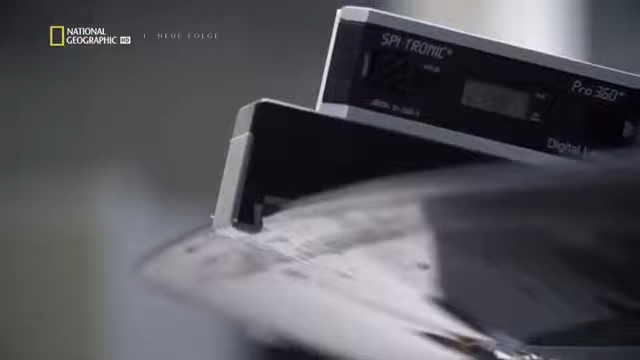 NATIONAL
GEOGRAPHIC HD
NEUE FOLGE
SPI-TRONIC®
Pro 360®
Digital